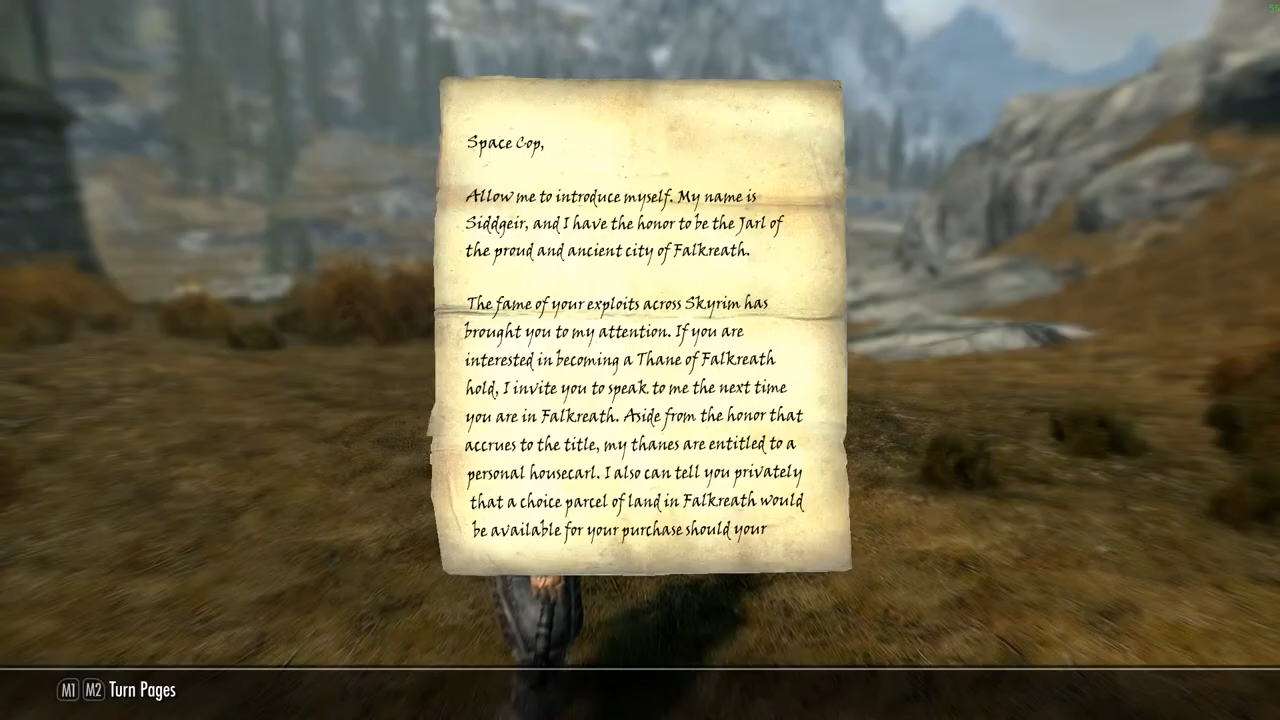 Space Cop,
Allow me to introduce myself. My name is
Siddgeir, and I have the honor to be the Jarl of
the proud and ancient city of Falkreath.
The fame of your exploits across Skyrim has
brought you to my attention. If you are
interested in becoming a Thane of Falkreath
hold, I invite you to speak to me the next time
you are in Falkreath. Aside from the honor that
accrues to the title, my thanes are entitled to a
personal housecarl. I also can tell you privately
that a choice parcel of land in Falkreath would
be available for your purchase should your
M1 M2 Turn Pages